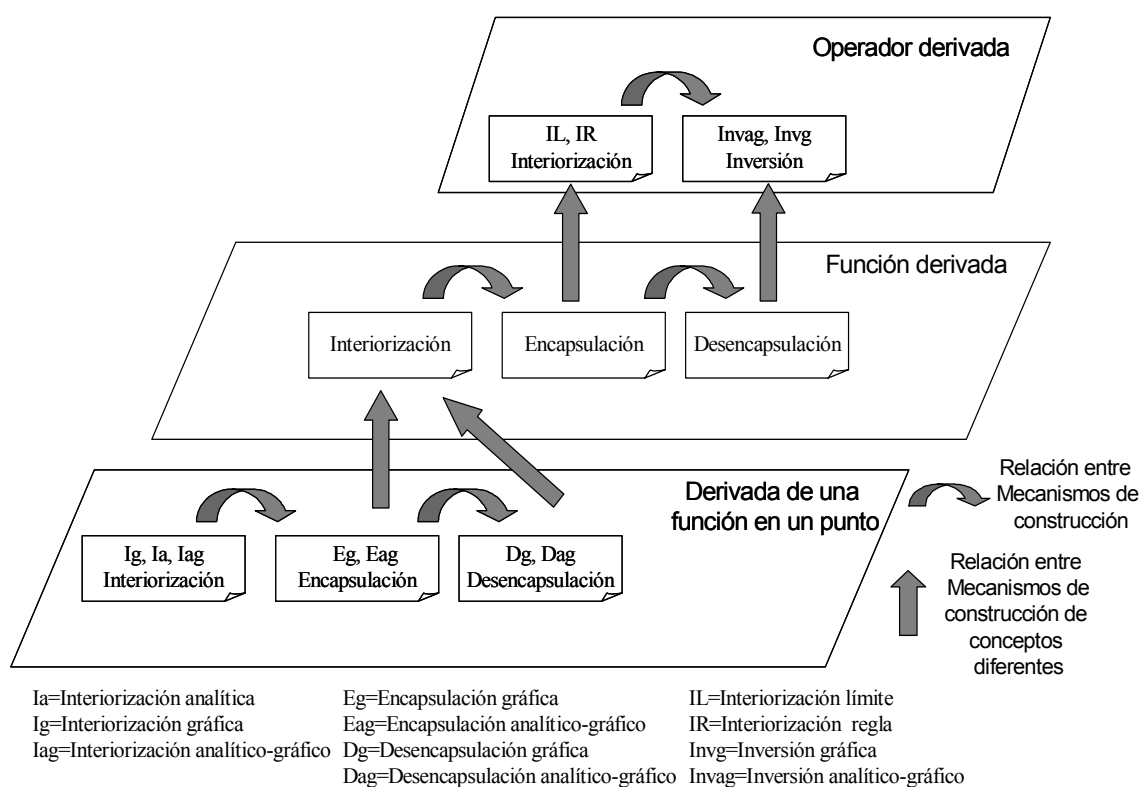 Operador derivada
IL, IR
Interiorización
Invag, Invg
Inversión
Función derivada
Interiorización
Encapsulación
Desencapsulación
Derivada de una
función en un punto
Ig, Ia, Iag
Interiorización
Eg, Eag
Encapsulación
Dg, Dag
Desencapsulación
Relación entre
Mecanismos de
construcción
Relación entre
Mecanismos de
construcción de
conceptos
diferentes
Ia=Interiorización analítica
Ig=Interiorización gráfica
Iag=Interiorización analítico-gráfico
Eg=Encapsulación gráfica
Eag=Encapsulación analítico-gráfico
Dg=Desencapsulación gráfica
Dag=Desencapsulación analítico-gráfico
IL=Interiorización límite
IR=Interiorización regla
Invg=Inversión gráfica
Invag=Inversión analítico-gráfico